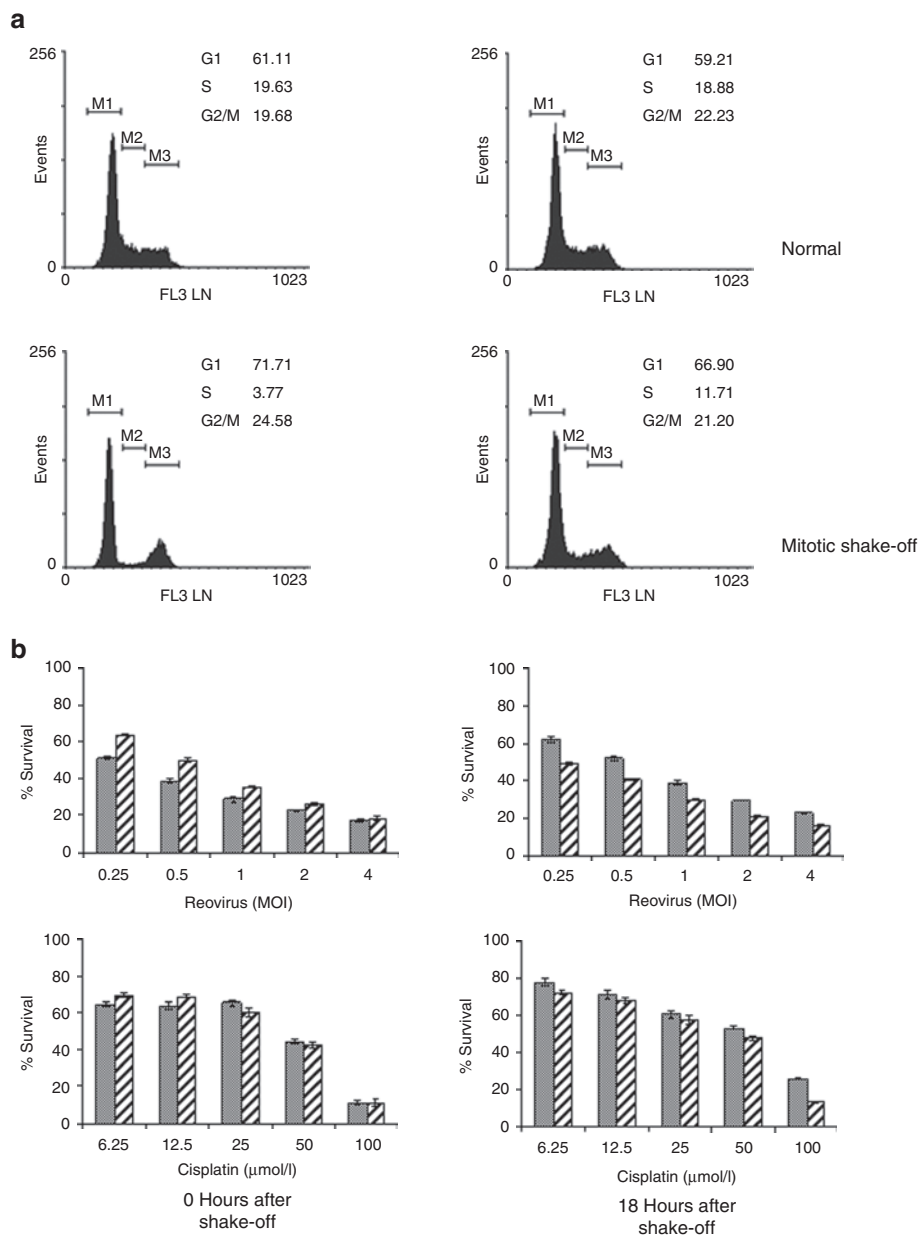 a
256
Events
0
0
1023
FL3 LN
M1
M2
M3
G1 61.11
S 19.63
G2/M 19.68
256
Events
0
0
1023
FL3 LN
M1
M2
M3
G1 59.21
S 18.88
G2/M 22.23
Normal
256
Events
0
0
1023
FL3 LN
M1
M2
M3
G1 71.71
S 3.77
G2/M 24.58
256
Events
0
0
1023
FL3 LN
M1
M2
M3
G1 66.90
S 11.71
G2/M 21.20
Mitotic shake-off
b
100
80
60
40
20
0
% Survival
0.25 0.5 1 2 4
Reovirus (MOI)
100
80
60
40
20
0
% Survival
0.25 0.5 1 2 4
Reovirus (MOI)
100
80
60
40
20
0
% Survival
6.25 12.5 25 50 100
Cisplatin (μmol/l)
0 Hours after
shake-off
100
80
60
40
20
0
% Survival
6.25 12.5 25 50 100
Cisplatin (μmol/l)
18 Hours after
shake-off